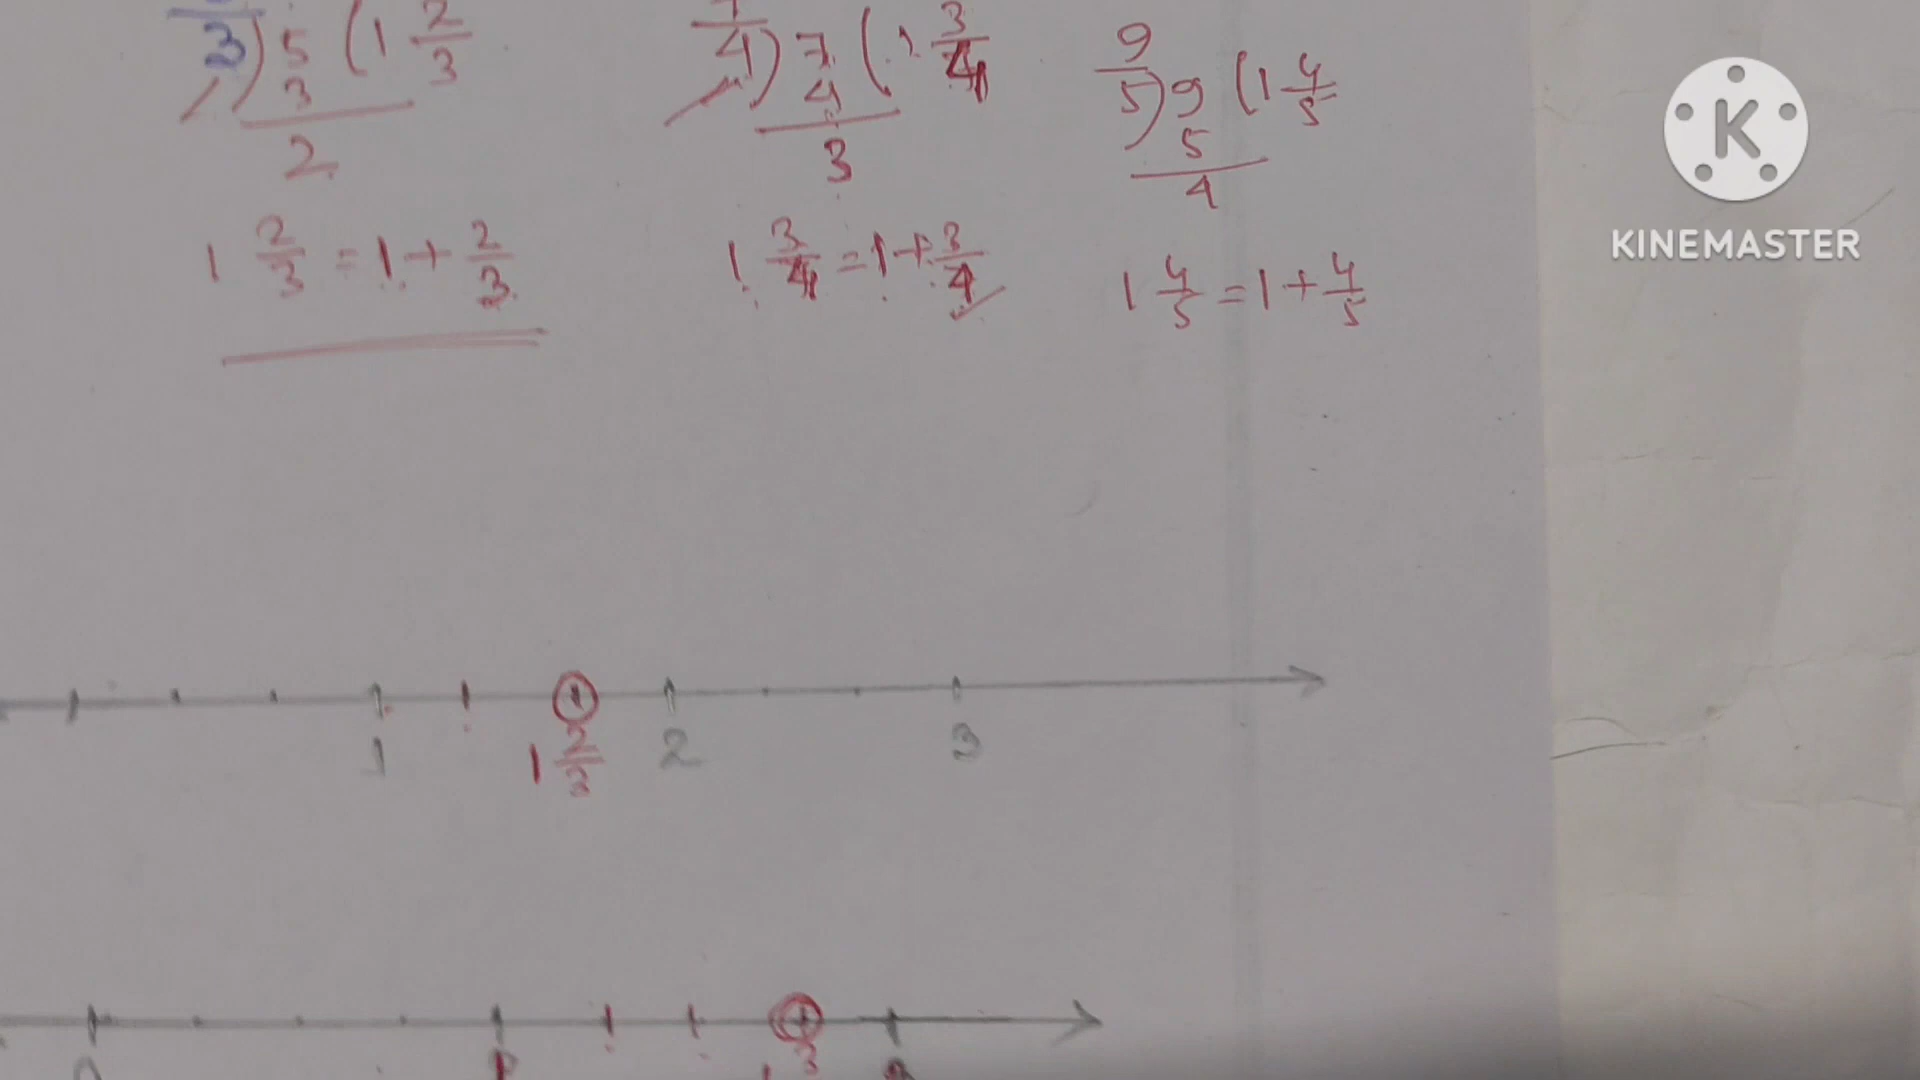 3) 5 ( 1 2/3
3
2
1 2/3 = 1 + 2/3
7/4) 7 ( 1 3/4
4
3
1 3/4 = 1 + 3/4
9/5) 9 ( 1 4/5
5
4
1 4/5 = 1 + 4/5
K
KINEMASTER
1 1 2/3 2 3